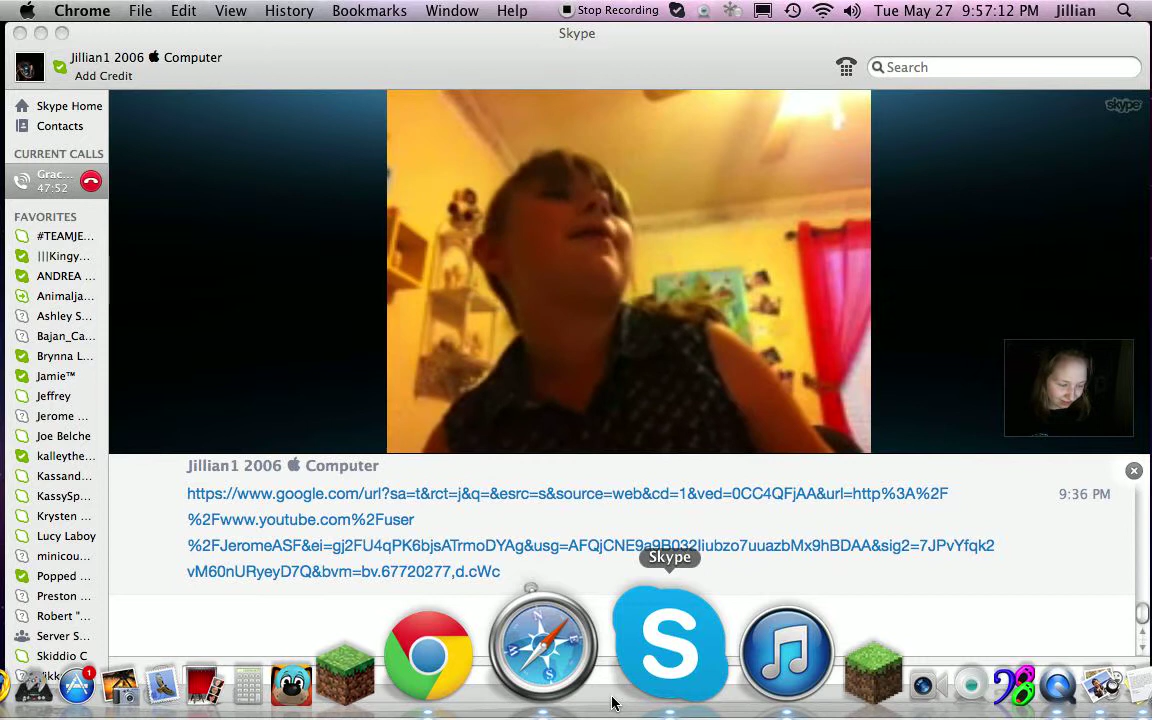 Chrome File Edit View History Bookmarks Window Help Stop Recording Tue May 27 9:57:12 PM Jillian
Skype
Jillian1 2006 Computer
Add Credit
Search
Skype Home
Contacts
CURRENT CALLS
Grac...
47:52
FAVORITES
#TEAMJE...
|||Kingy...
ANDREA ...
Animalja...
Ashley S...
Bajan_Ca...
Brynna L...
Jamie™
Jeffrey
Jerome ...
Joe Belche
kalleythe...
Kassand...
KassySp...
Krysten ...
Lucy Laboy
minicou...
Popped ...
Preston ...
Robert "...
Server S...
Skiddio C
skype
Jillian1 2006 Computer
https://www.google.com/url?sa=t&rct=j&q=&esrc=s&source=web&cd=1&ved=0CC4QFjAA&url=http%3A%2F
9:36 PM
%2Fwww.youtube.com%2Fuser
%2FJeromeASF&ei=gj2FU4qPK6bjsATrmoDYAg&usg=AFQjCNE9a9B032liubzo7uuazbMx9hBDAA&sig2=7JPvYfqk2
vM60nURyeyD7Q&bvm=bv.67720277,d.cWc
Skype
1